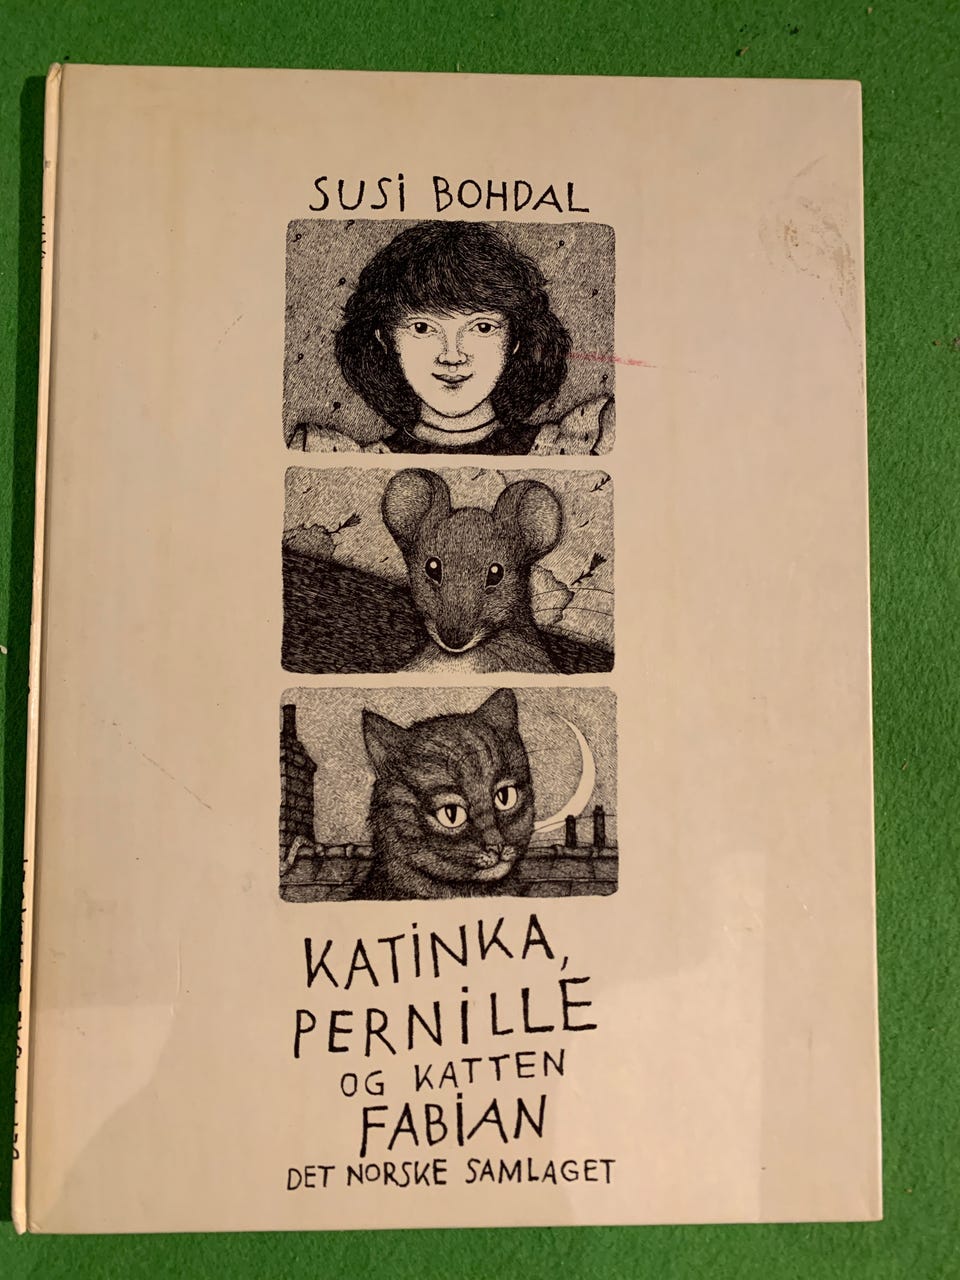 SUSi BOHDAL
KATiNKA,
PERNiLLE
OG KATTEN
FABiAN
DET NORSKE SAMLAGET